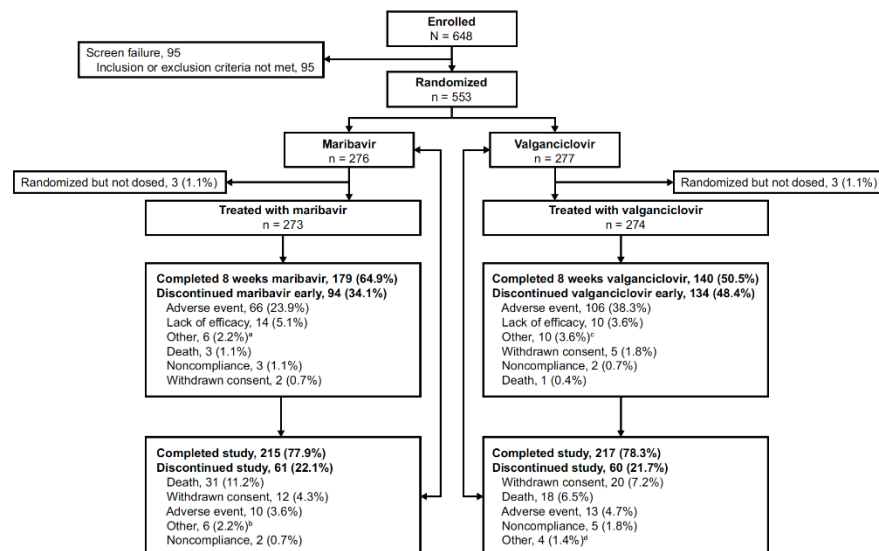 Enrolled
N = 648
Screen failure, 95
Inclusion or exclusion criteria not met, 95
Randomized
n = 553
Maribavir
n = 276
Valganciclovir
n = 277
Randomized but not dosed, 3 (1.1%)
Randomized but not dosed, 3 (1.1%)
Treated with maribavir
n = 273
Treated with valganciclovir
n = 274
Completed 8 weeks maribavir, 179 (64.9%)
Discontinued maribavir early, 94 (34.1%)
Adverse event, 66 (23.9%)
Lack of efficacy, 14 (5.1%)
Other, 6 (2.2%)ᵃ
Death, 3 (1.1%)
Noncompliance, 3 (1.1%)
Withdrawn consent, 2 (0.7%)
Completed 8 weeks valganciclovir, 140 (50.5%)
Discontinued valganciclovir early, 134 (48.4%)
Adverse event, 106 (38.3%)
Lack of efficacy, 10 (3.6%)
Other, 10 (3.6%)ᶜ
Withdrawn consent, 5 (1.8%)
Noncompliance, 2 (0.7%)
Death, 1 (0.4%)
Completed study, 215 (77.9%)
Discontinued study, 61 (22.1%)
Death, 31 (11.2%)
Withdrawn consent, 12 (4.3%)
Adverse event, 10 (3.6%)
Other, 6 (2.2%)ᵇ
Noncompliance, 2 (0.7%)
Completed study, 217 (78.3%)
Discontinued study, 60 (21.7%)
Withdrawn consent, 20 (7.2%)
Death, 18 (6.5%)
Adverse event, 13 (4.7%)
Noncompliance, 5 (1.8%)
Other, 4 (1.4%)ᵈ